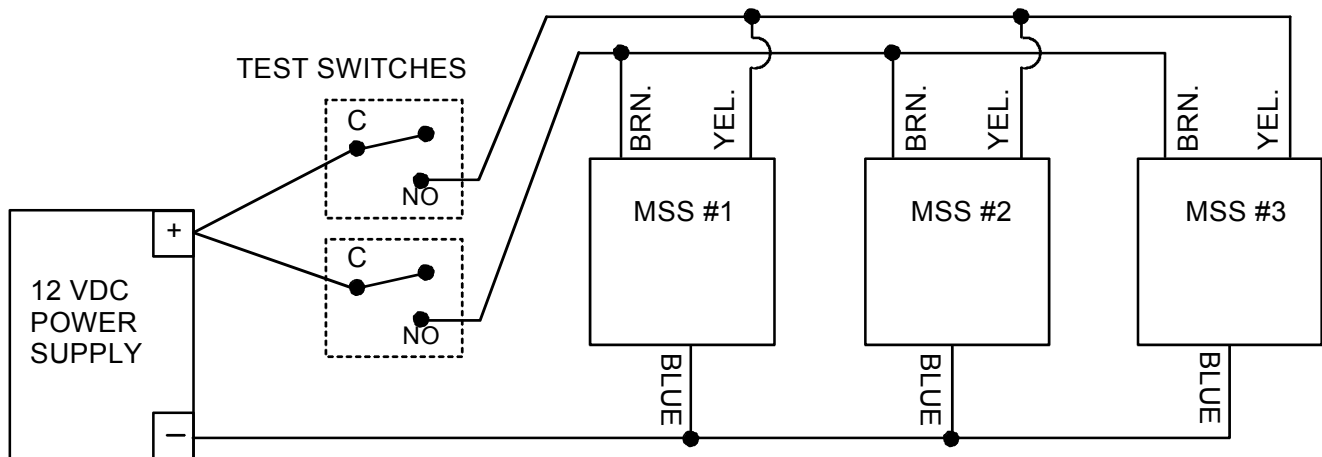 TEST SWITCHES
C
NO
C
NO
+
12 VDC
POWER
SUPPLY
–
BRN.
YEL.
BRN.
YEL.
BRN.
YEL.
MSS #1
MSS #2
MSS #3
BLUE
BLUE
BLUE